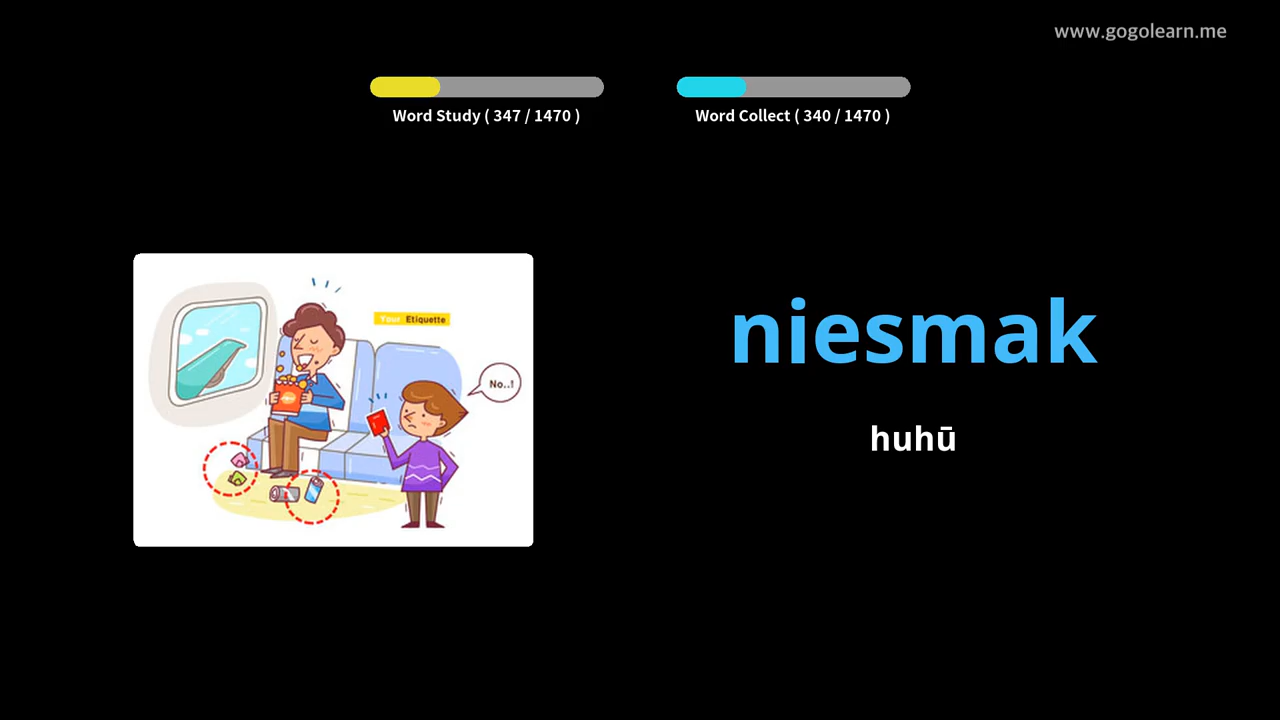 www.gogolearn.me
Word Study ( 347 / 1470 )
Word Collect ( 340 / 1470 )
Your Etiquette
No..!
niesmak
huhū